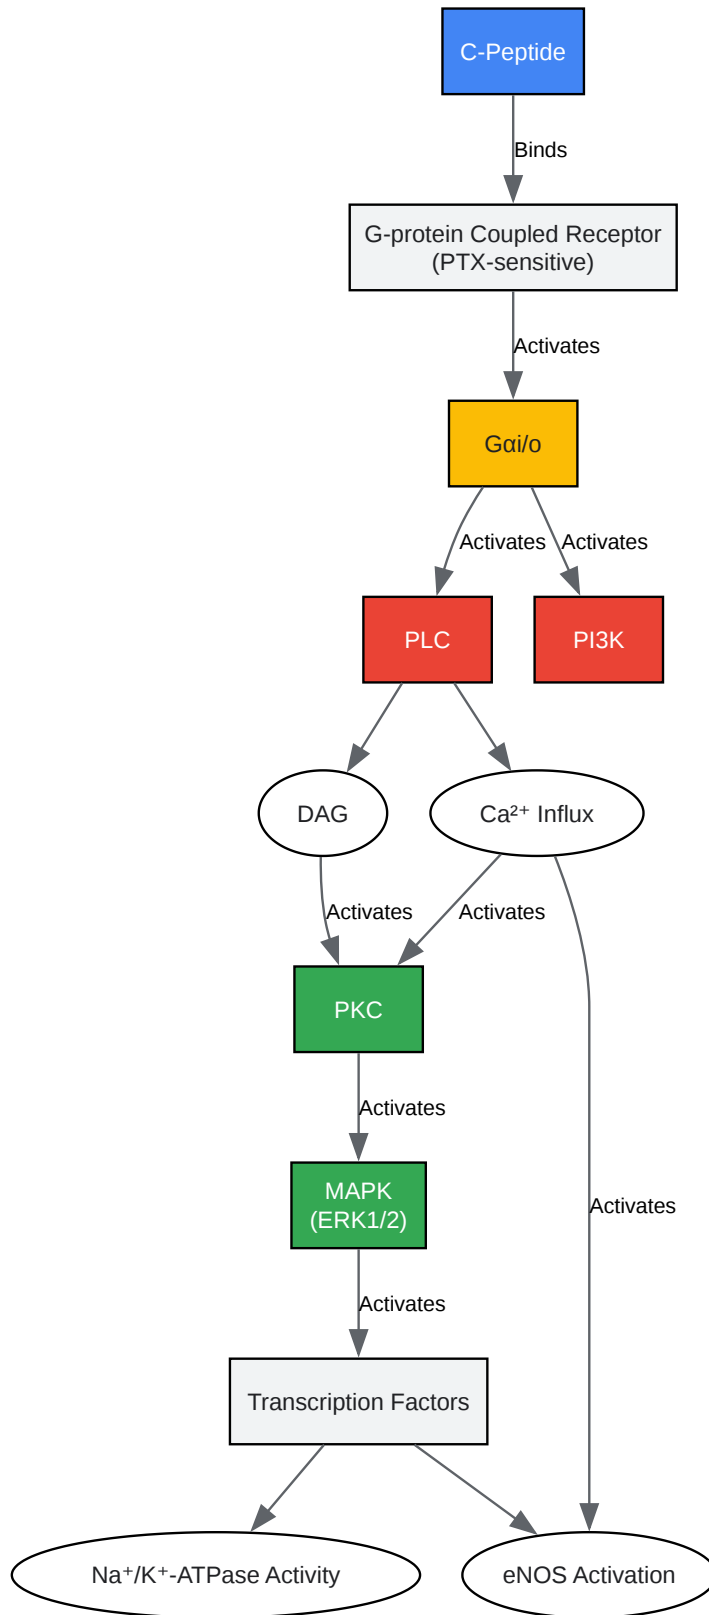 C-Peptide
Binds
G-protein Coupled Receptor
(PTX-sensitive)
Activates
Gαi/o
Activates
Activates
PLC
PI3K
DAG
Ca²⁺ Influx
Activates
Activates
PKC
Activates
MAPK
(ERK1/2)
Activates
Activates
Transcription Factors
Na⁺/K⁺-ATPase Activity
eNOS Activation